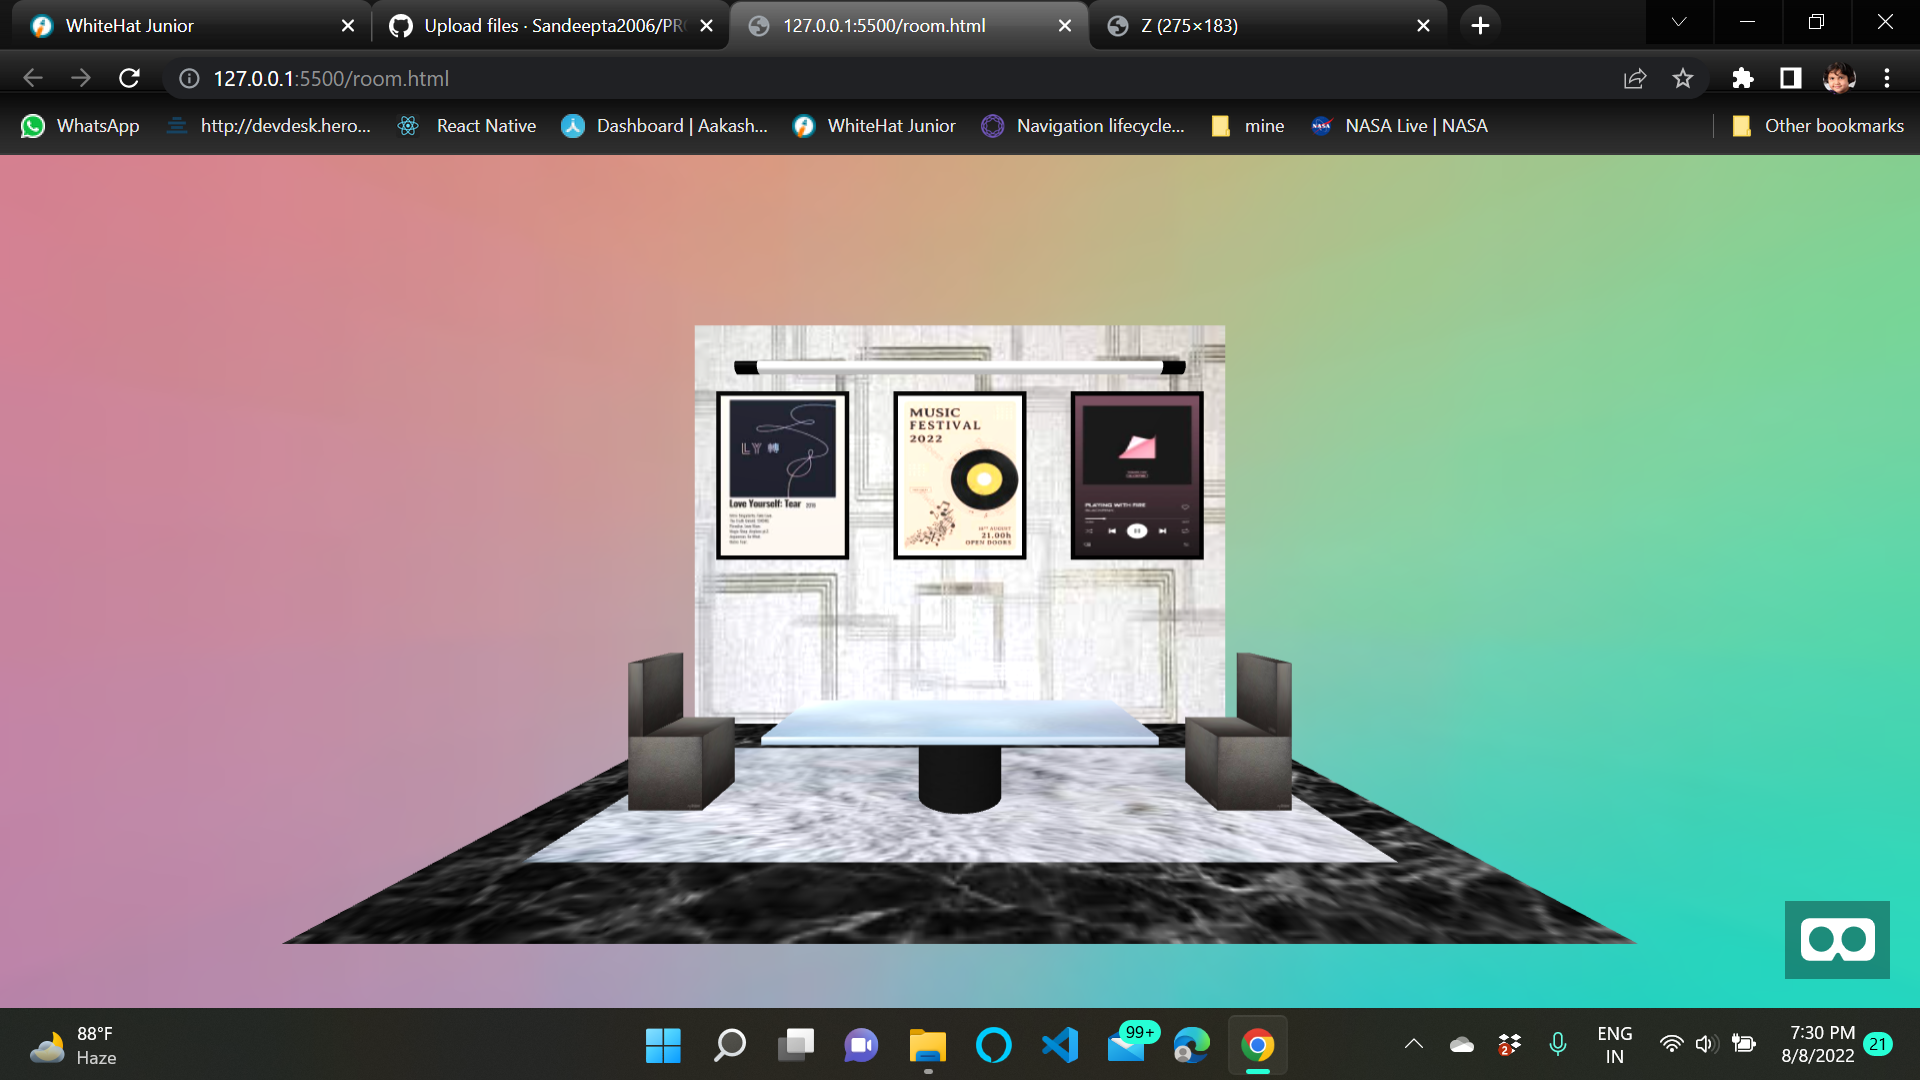 WhiteHat Junior
Upload files · Sandeepta2006/PR
127.0.0.1:5500/room.html
Z (275×183)
127.0.0.1:5500/room.html
WhatsApp
http://devdesk.hero...
React Native
Dashboard | Aakash...
WhiteHat Junior
Navigation lifecycle...
mine
NASA Live | NASA
Other bookmarks
LY
Love Yourself: Tear
MUSIC
FESTIVAL
2022
AUGUST
21.00h
OPEN DOORS
PLAYING WITH FIRE
88°F
Haze
99+
2
ENG
IN
7:30 PM
8/8/2022
21